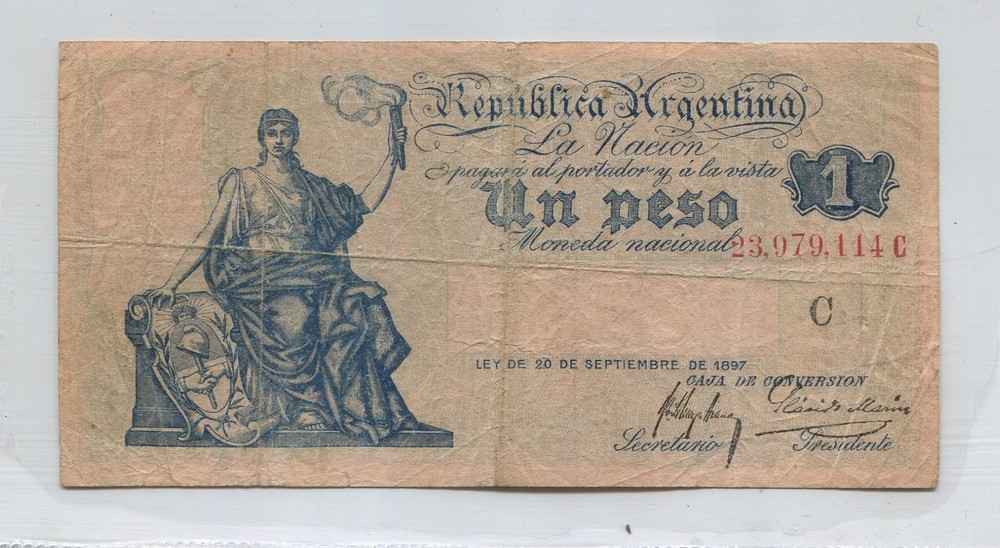 República Argentina
La Nación
pagará al portador y á la vista
1
Un peso
Moneda nacional
23,979,114 C
C
LEY DE 20 DE SEPTIEMBRE DE 1897
CAJA DE CONVERSION
Secretario
Presidente